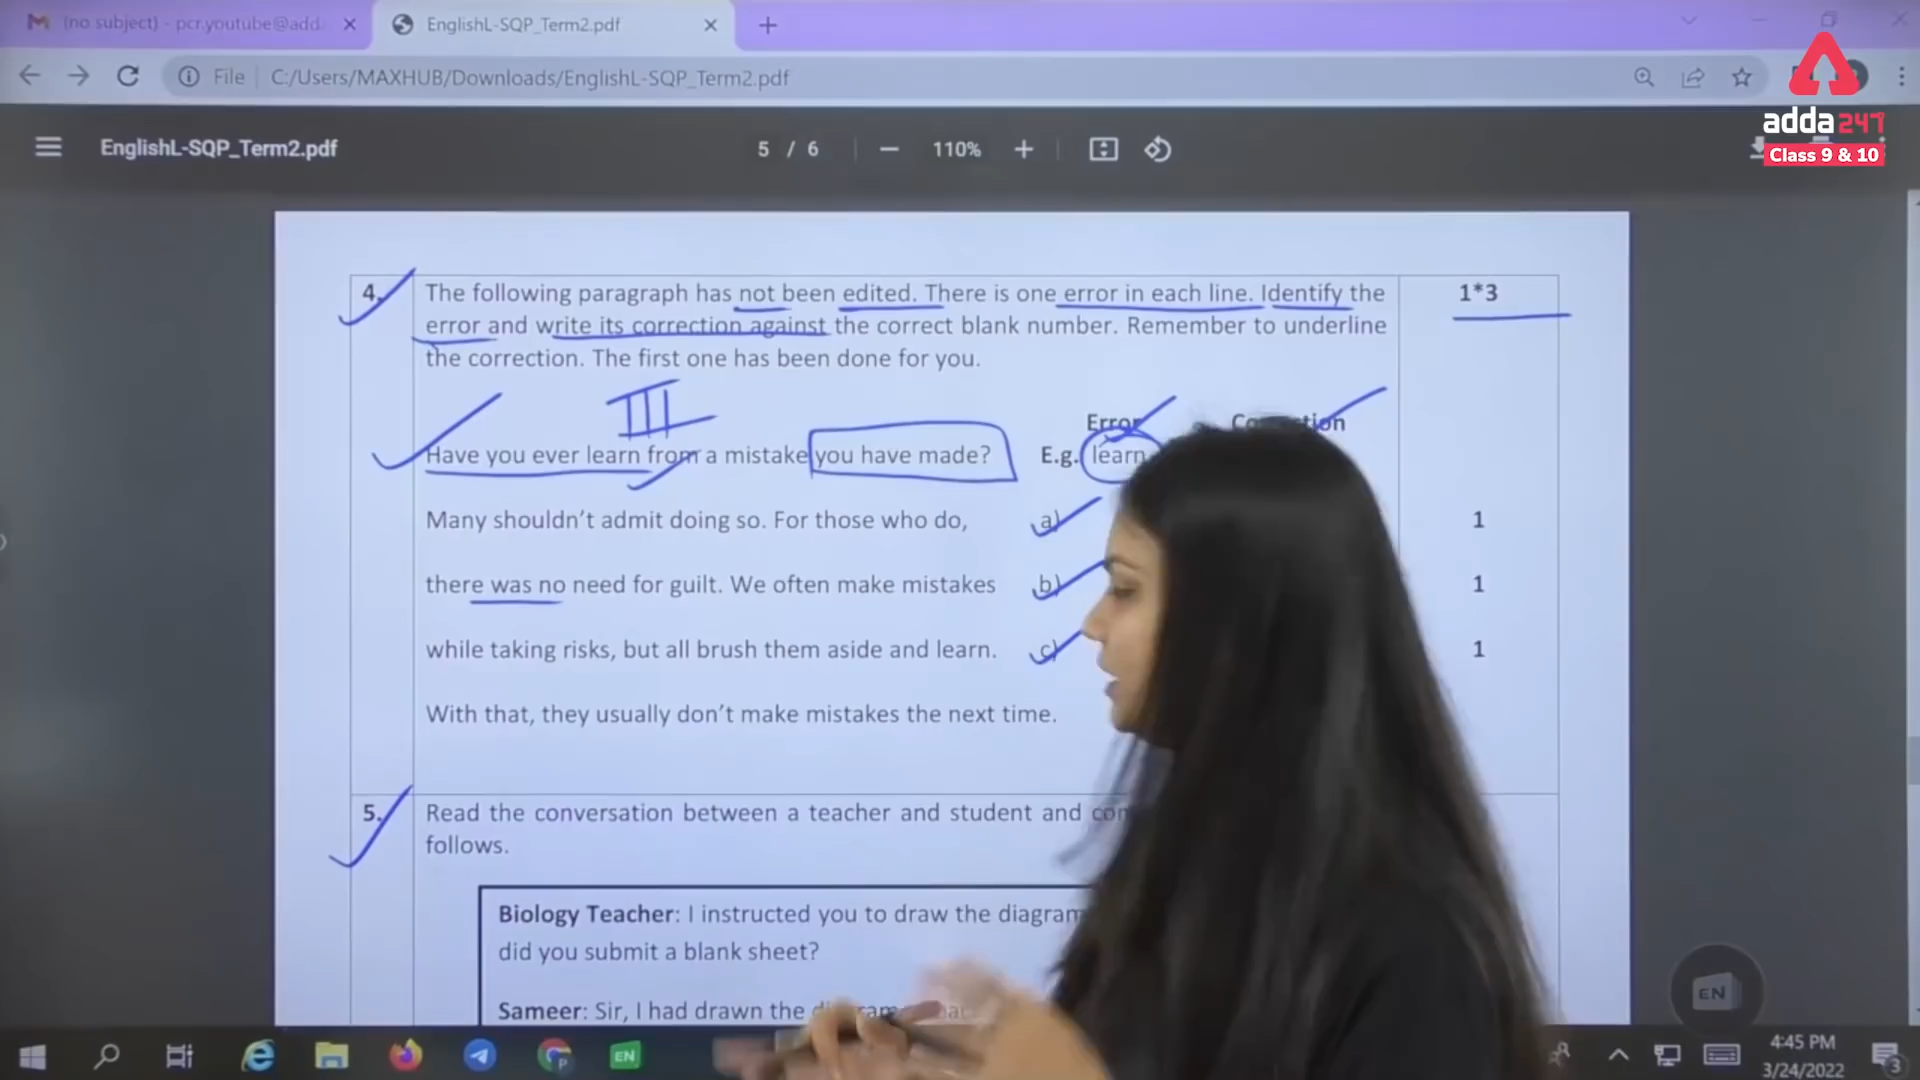 (no subject) - pcr.youtube@add
EnglishL-SQP_Term2.pdf
File
C:/Users/MAXHUB/Downloads/EnglishL-SQP_Term2.pdf
adda247
Class 9 & 10
EnglishL-SQP_Term2.pdf
5 / 6
110%
4.
The following paragraph has not been edited. There is one error in each line. Identify the
error and write its correction against the correct blank number. Remember to underline
the correction. The first one has been done for you.
1*3
III
Error
Have you ever learn from a mistake you have made? E.g. learn
Many shouldn't admit doing so. For those who do, a) 1
there was no need for guilt. We often make mistakes b) 1
while taking risks, but all brush them aside and learn. c) 1
With that, they usually don't make mistakes the next time.
5.
Read the conversation between a teacher and student and
follows.
Biology Teacher: I instructed you to draw the diagram
did you submit a blank sheet?
Sameer: Sir, I had drawn the
EN
EN
4:45 PM
3/24/2022
3